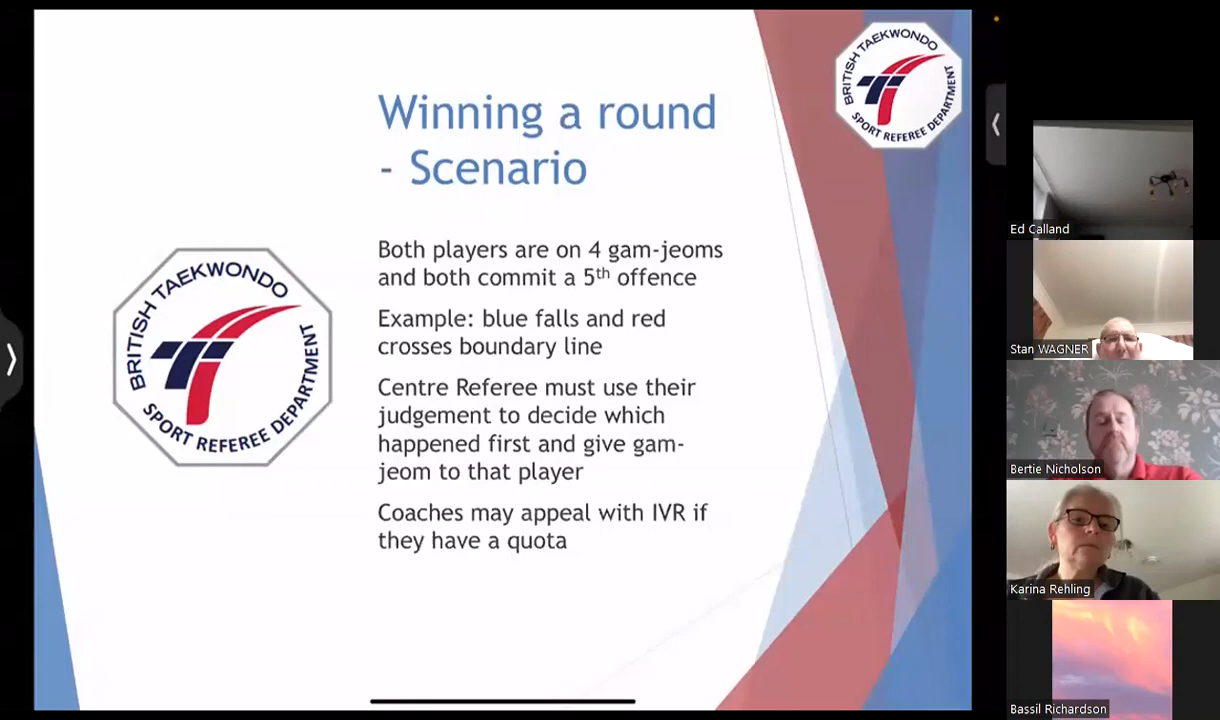 Winning a round
- Scenario
Both players are on 4 gam-jeoms
and both commit a 5th offence
Example: blue falls and red
crosses boundary line
Centre Referee must use their
judgement to decide which
happened first and give gam-
jeom to that player
Coaches may appeal with IVR if
they have a quota
BRITISH TAEKWONDO
SPORT REFEREE DEPARTMENT
BRITISH TAEKWONDO
SPORT REFEREE DEPARTMENT
Ed Calland
Stan WAGNER
Bertie Nicholson
Karina Rehling
Bassil Richardson